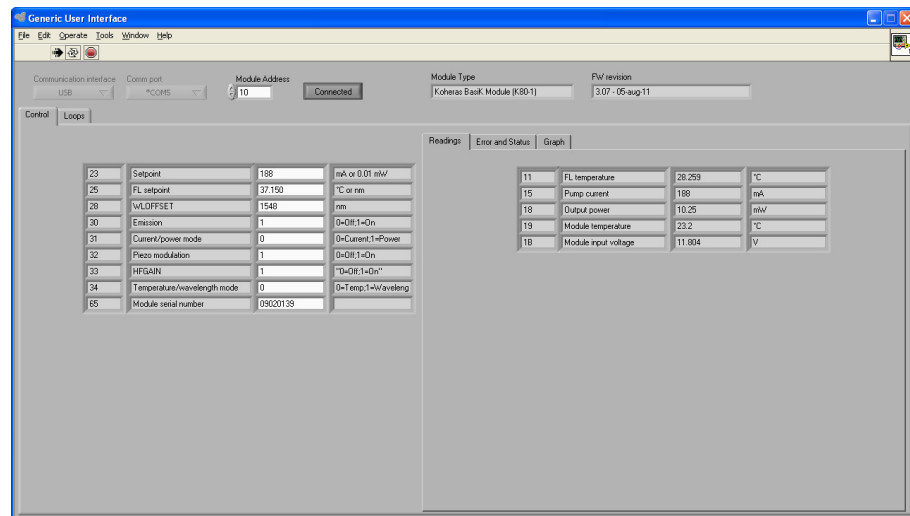 Generic User Interface
File Edit Operate Tools Window Help
Communication interface Comm port Module Address Module Type FW revision
USB ^COM5 10 Connected Koheras BasiK Module (K80-1) 3.07 - 05-aug-11
Control Loops
Readings Error and Status Graph
23 Setpoint 188 mA or 0.01 mW
25 FL setpoint 37.150 °C or nm
28 WLOFFSET 1548 nm
30 Emission 1 0=Off;1=On
31 Current/power mode 0 0=Current;1=Power
32 Piezo modulation 1 0=Off;1=On
33 HFGAIN 1 "0=Off;1=On"
34 Temperature/wavelength mode 0 0=Temp;1=Waveleng
65 Module serial number 09020139
11 FL temperature 28.259 °C
15 Pump current 188 mA
18 Output power 10.25 mW
19 Module temperature 23.2 °C
1B Module input voltage 11.804 V